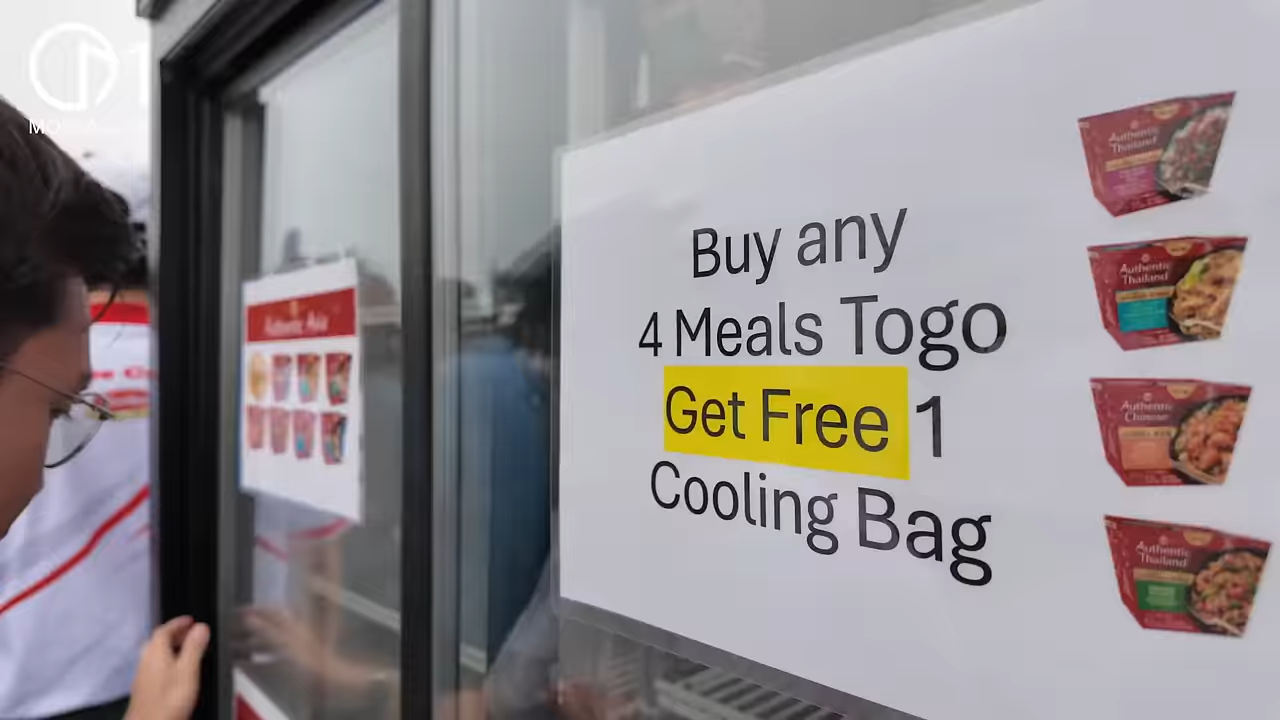 Buy any
4 Meals Togo
Get Free 1
Cooling Bag
Authentic
Thailand
Authentic
Thailand
Authentic
Chinese
Authentic
Thailand
Authentic Asia